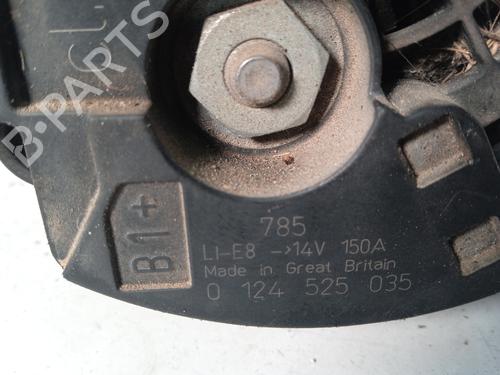 B-PARTS
B1+
785
LI-E8 →14V 150A
Made in Great Britain
0 124 525 035